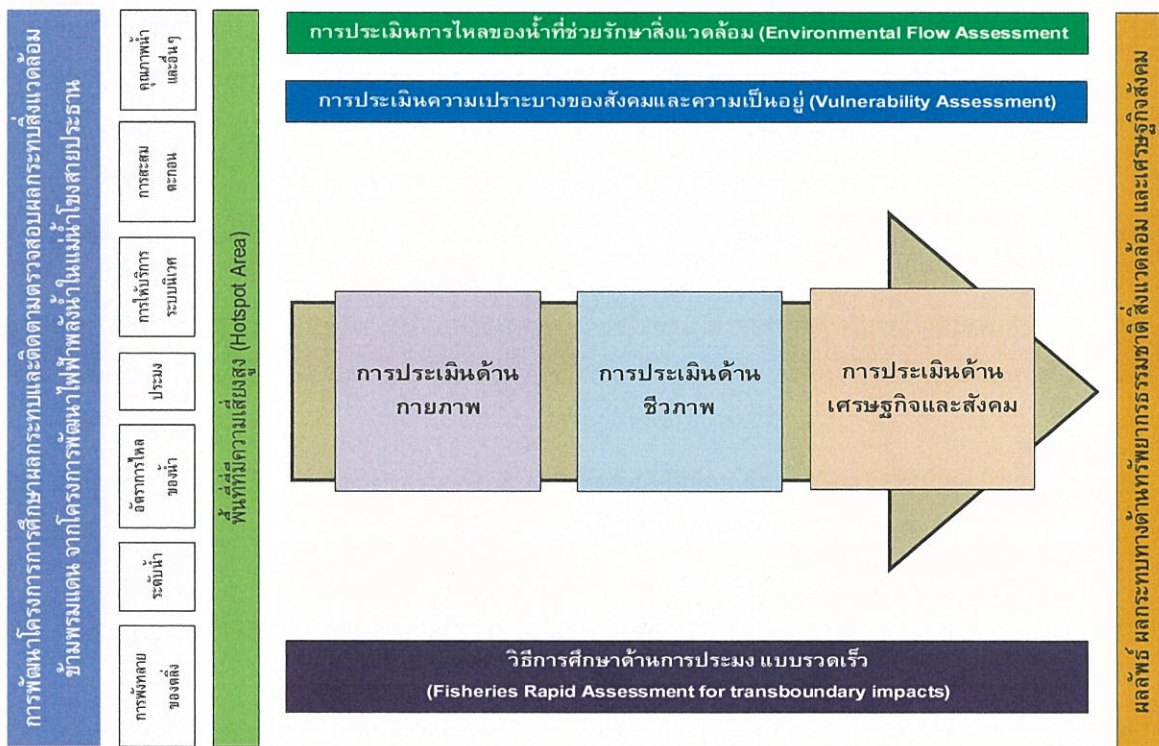 การพัฒนาโครงการการศึกษาผลกระทบและติดตามตรวจสอบผลกระทบสิ่งแวดล้อม
ข้ามพรมแดน จากโครงการพัฒนาไฟฟ้าพลังน้ำในแม่น้ำโขงสายประธาน
คุณภาพน้ำ
และอื่นๆ
การสะสม
ตะกอน
การให้บริการ
ระบบนิเวศ
ประมง
อัตราการไหล
ของน้ำ
ระดับน้ำ
การพังทลาย
ของตลิ่ง
พื้นที่ที่มีความเสี่ยงสูง (Hotspot Area)
การประเมินการไหลของน้ำที่ช่วยรักษาสิ่งแวดล้อม (Environmental Flow Assessment
การประเมินความเปราะบางของสังคมและความเป็นอยู่ (Vulnerability Assessment)
การประเมินด้าน
กายภาพ
การประเมินด้าน
ชีวภาพ
การประเมินด้าน
เศรษฐกิจและสังคม
วิธีการศึกษาด้านการประมง แบบรวดเร็ว
(Fisheries Rapid Assessment for transboundary impacts)
ผลลัพธ์ ผลกระทบทางด้านทรัพยากรธรรมชาติ สิ่งแวดล้อม และเศรษฐกิจสังคม